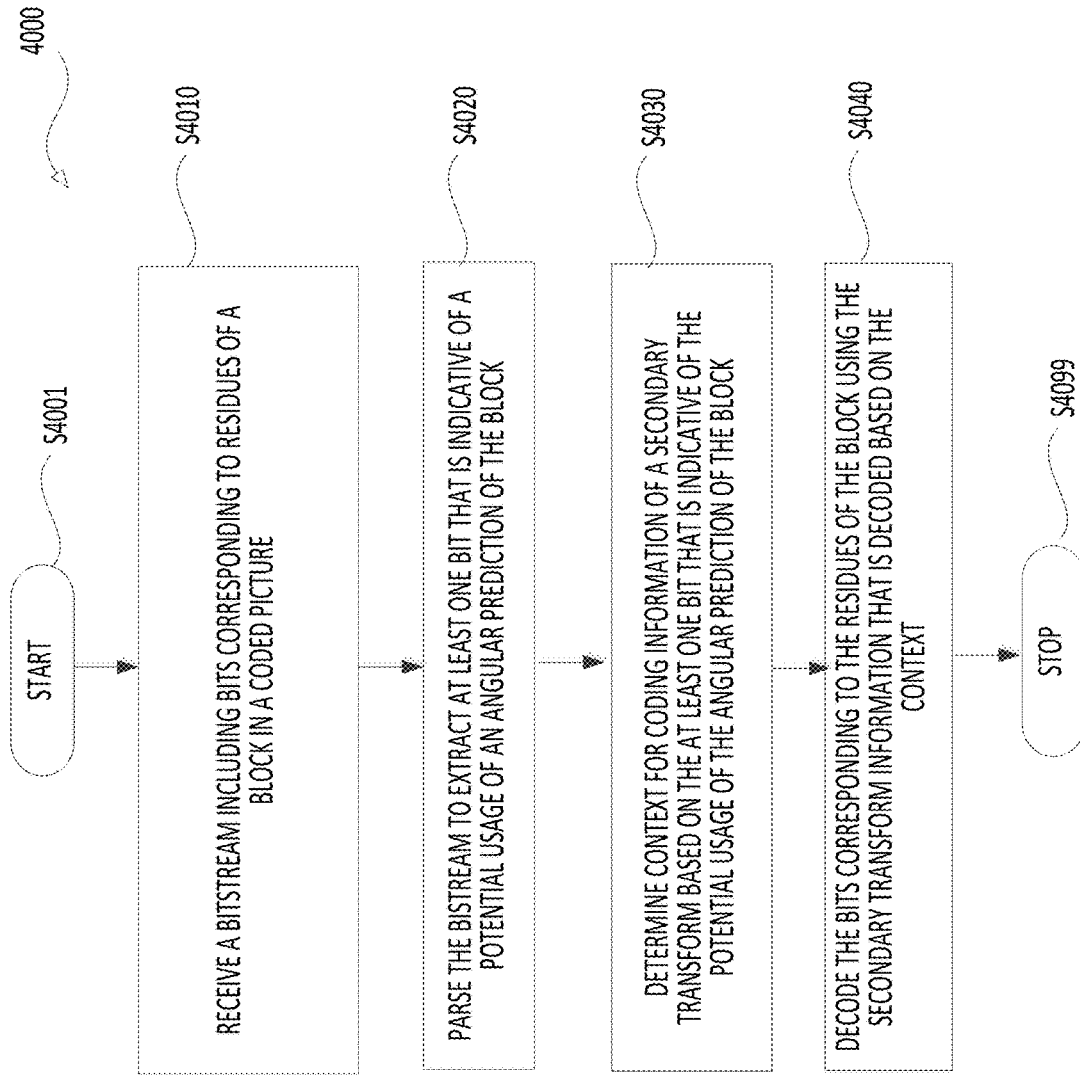 4000
START
S4001
RECEIVE A BITSTREAM INCLUDING BITS CORRESPONDING TO RESIDUES OF A
BLOCK IN A CODED PICTURE
S4010
PARSE THE BISTREAM TO EXTRACT AT LEAST ONE BIT THAT IS INDICATIVE OF A
POTENTIAL USAGE OF AN ANGULAR PREDICTION OF THE BLOCK
S4020
DETERMINE CONTEXT FOR CODING INFORMATION OF A SECONDARY
TRANSFORM BASED ON THE AT LEAST ONE BIT THAT IS INDICATIVE OF THE
POTENTIAL USAGE OF THE ANGULAR PREDICTION OF THE BLOCK
S4030
DECODE THE BITS CORRESPONDING TO THE RESIDUES OF THE BLOCK USING THE
SECONDARY TRANSFORM INFORMATION THAT IS DECODED BASED ON THE
CONTEXT
S4040
STOP
S4099